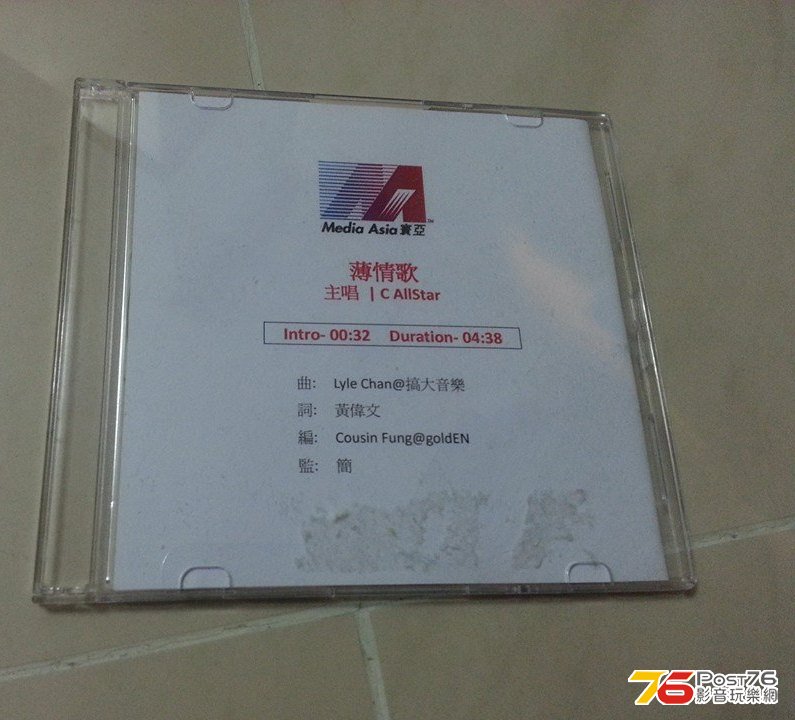 Media Asia 寰亞
薄情歌
主唱 | C AllStar
Intro- 00:32 Duration- 04:38
曲: Lyle Chan@搞大音樂
詞: 黃偉文
編: Cousin Fung@goldEN
監: 簡
76 POST76
影音玩樂網